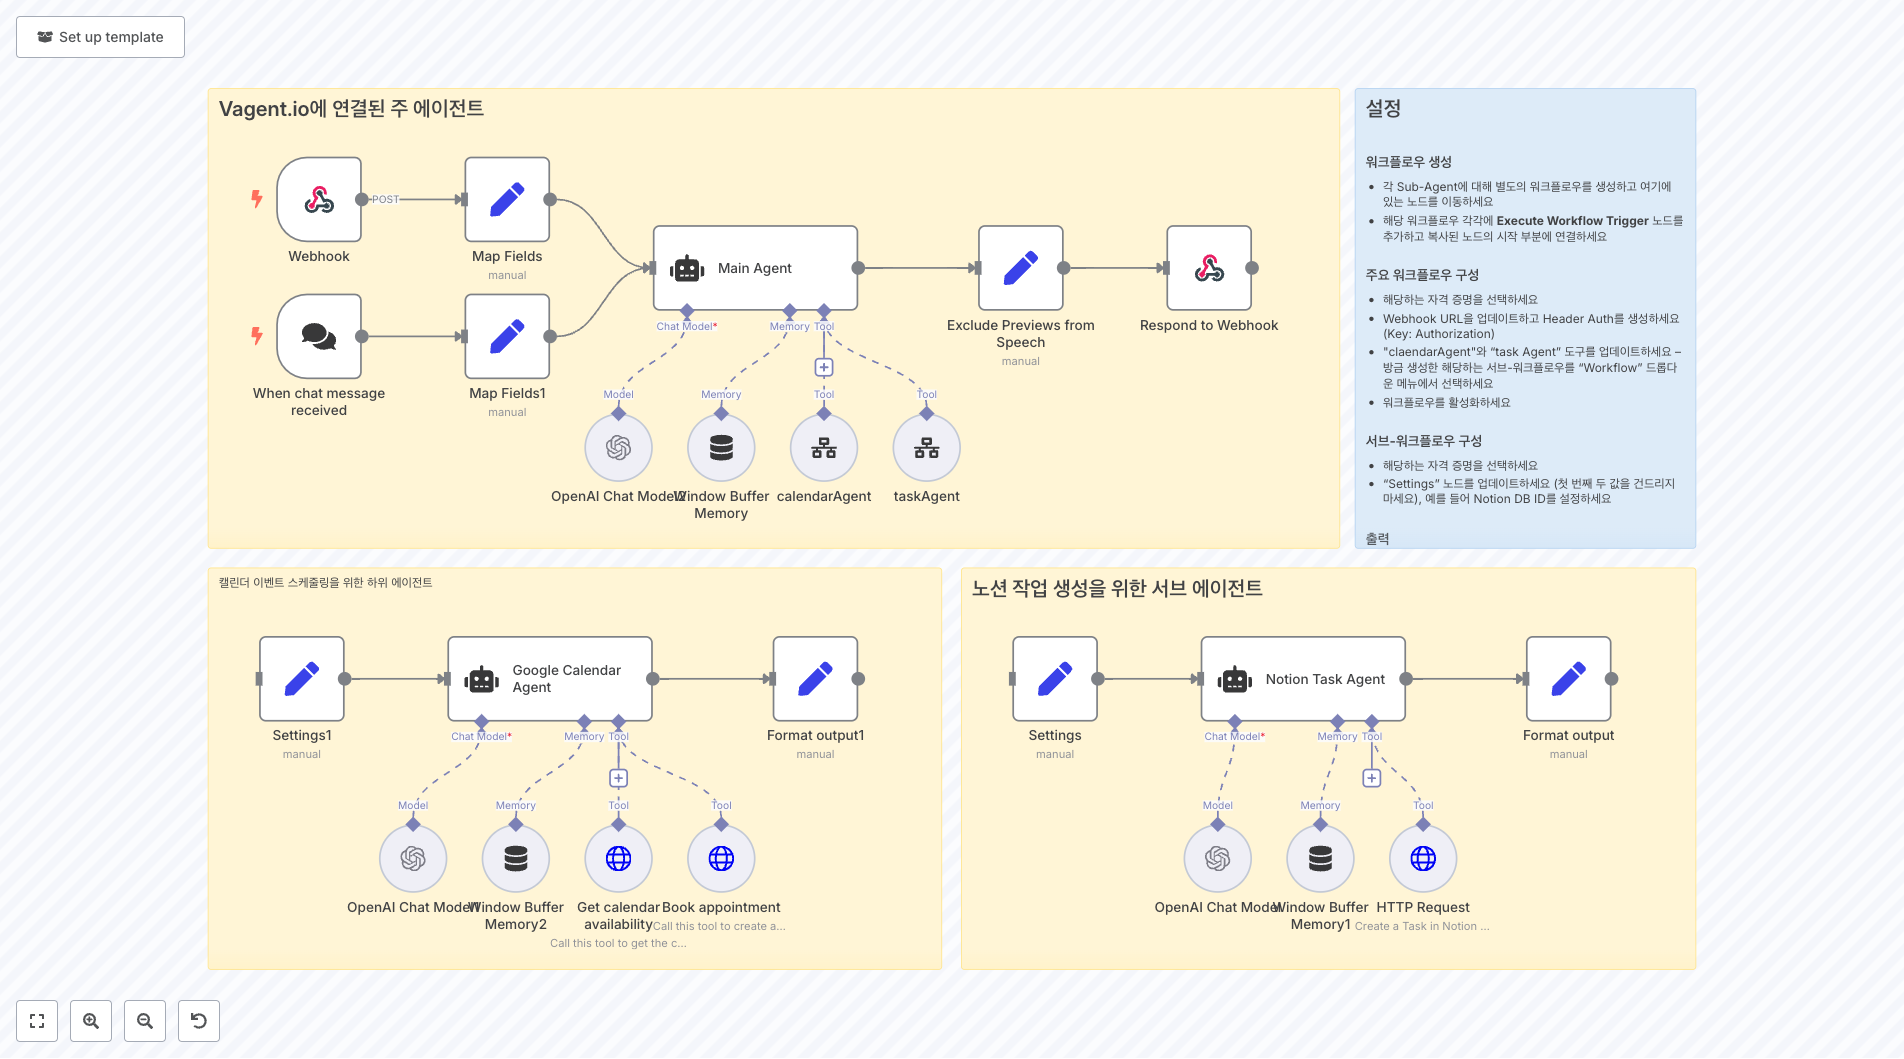 Set up template
Vagent.io에 연결된 주 에이전트
POST
Webhook
Map Fields
manual
When chat message
received
Map Fields1
manual
Main Agent
Chat Model*
Memory
Tool
Model
Memory
Tool
Tool
OpenAI Chat Model2
Window Buffer
Memory
calendarAgent
taskAgent
Exclude Previews from
Speech
manual
Respond to Webhook
설정
워크플로우 생성
• 각 Sub-Agent에 대해 별도의 워크플로우를 생성하고 여기에
있는 노드를 이동하세요
• 해당 워크플로우 각각에 Execute Workflow Trigger 노드를
추가하고 복사된 노드의 시작 부분에 연결하세요
주요 워크플로우 구성
• 해당하는 자격 증명을 선택하세요
• Webhook URL을 업데이트하고 Header Auth를 생성하세요
(Key: Authorization)
• "claendarAgent"와 “task Agent” 도구를 업데이트하세요 –
방금 생성한 해당하는 서브-워크플로우를 “Workflow” 드롭다
운 메뉴에서 선택하세요
• 워크플로우를 활성화하세요
서브-워크플로우 구성
• 해당하는 자격 증명을 선택하세요
• “Settings” 노드를 업데이트하세요 (첫 번째 두 값을 건드리지
마세요), 예를 들어 Notion DB ID를 설정하세요
출력
캘린더 이벤트 스케줄링을 위한 하위 에이전트
Settings1
manual
Google Calendar
Agent
Chat Model*
Memory
Tool
Format output1
manual
Model
Memory
Tool
Tool
OpenAI Chat Model1
Window Buffer
Memory2
Get calendar
availability
Call this tool to get the c...
Book appointment
Call this tool to create a...
노션 작업 생성을 위한 서브 에이전트
Settings
manual
Notion Task Agent
Chat Model*
Memory
Tool
Format output
manual
Model
Memory
Tool
OpenAI Chat Model
Window Buffer
Memory1
HTTP Request
Create a Task in Notion ...